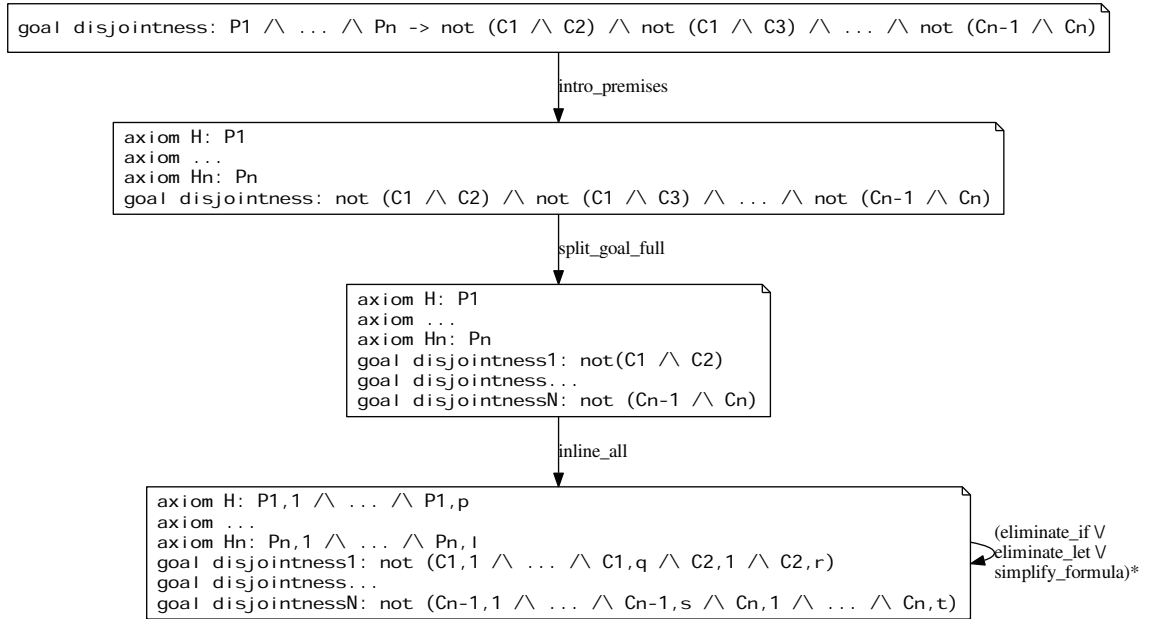 goal disjointness: P1 /\ ... /\ Pn -> not (C1 /\ C2) /\ not (C1 /\ C3) /\ ... /\ not (Cn-1 /\ Cn)
intro_premises
axiom H: P1
axiom ...
axiom Hn: Pn
goal disjointness: not (C1 /\ C2) /\ not (C1 /\ C3) /\ ... /\ not (Cn-1 /\ Cn)
split_goal_full
axiom H: P1
axiom ...
axiom Hn: Pn
goal disjointness1: not(C1 /\ C2)
goal disjointness...
goal disjointnessN: not (Cn-1 /\ Cn)
inline_all
axiom H: P1,1 /\ ... /\ P1,p
axiom ...
axiom Hn: Pn,1 /\ ... /\ Pn,l
goal disjointness1: not (C1,1 /\ ... /\ C1,q /\ C2,1 /\ C2,r)
goal disjointness...
goal disjointnessN: not (Cn-1,1 /\ ... /\ Cn-1,s /\ Cn,1 /\ ... /\ Cn,t)
(eliminate_if \/
eliminate_let \/
simplify_formula)*